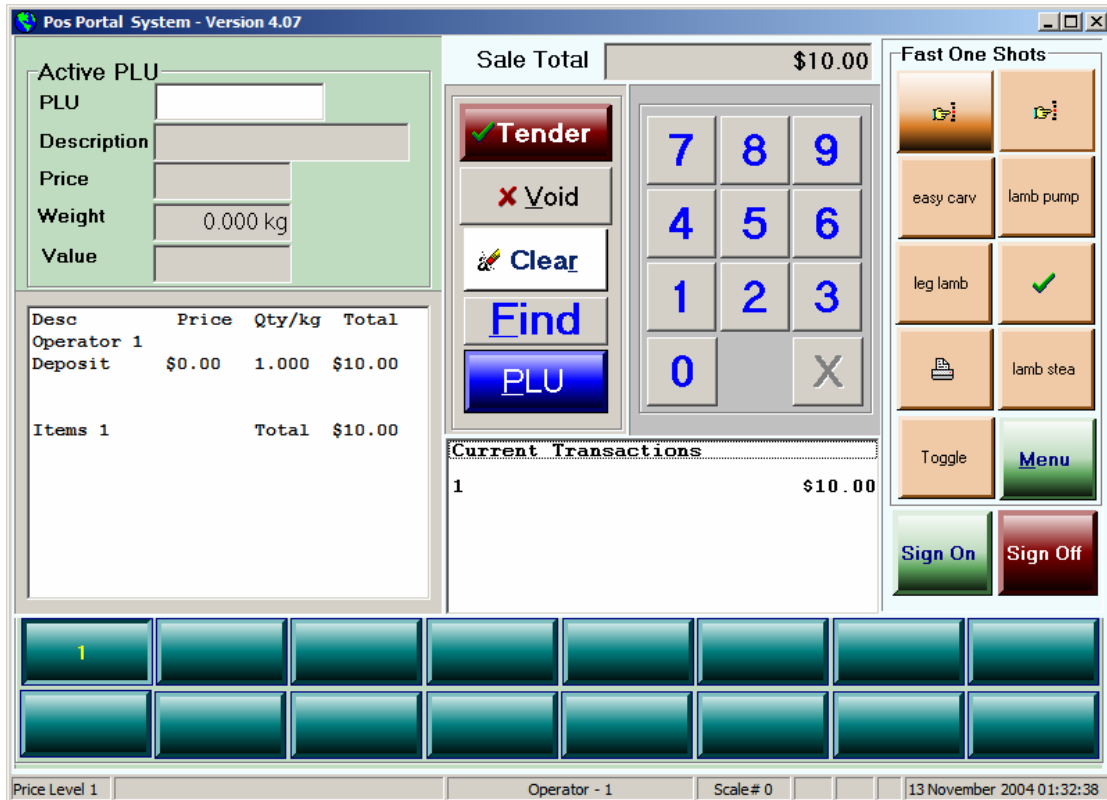 Pos Portal System - Version 4.07
Active PLU
PLU
Description
Price
Weight 0.000 kg
Value
Sale Total $10.00
Tender
Void
Clear
Find
PLU
7 8 9
4 5 6
1 2 3
0 X
Fast One Shots
easy carv lamb pump
leg lamb
lamb stea
Toggle Menu
Sign On Sign Off
Desc Price Qty/kg Total
Operator 1
Deposit $0.00 1.000 $10.00
Items 1 Total $10.00
Current Transactions
1 $10.00
1
Price Level 1 Operator - 1 Scale# 0 13 November 2004 01:32:38